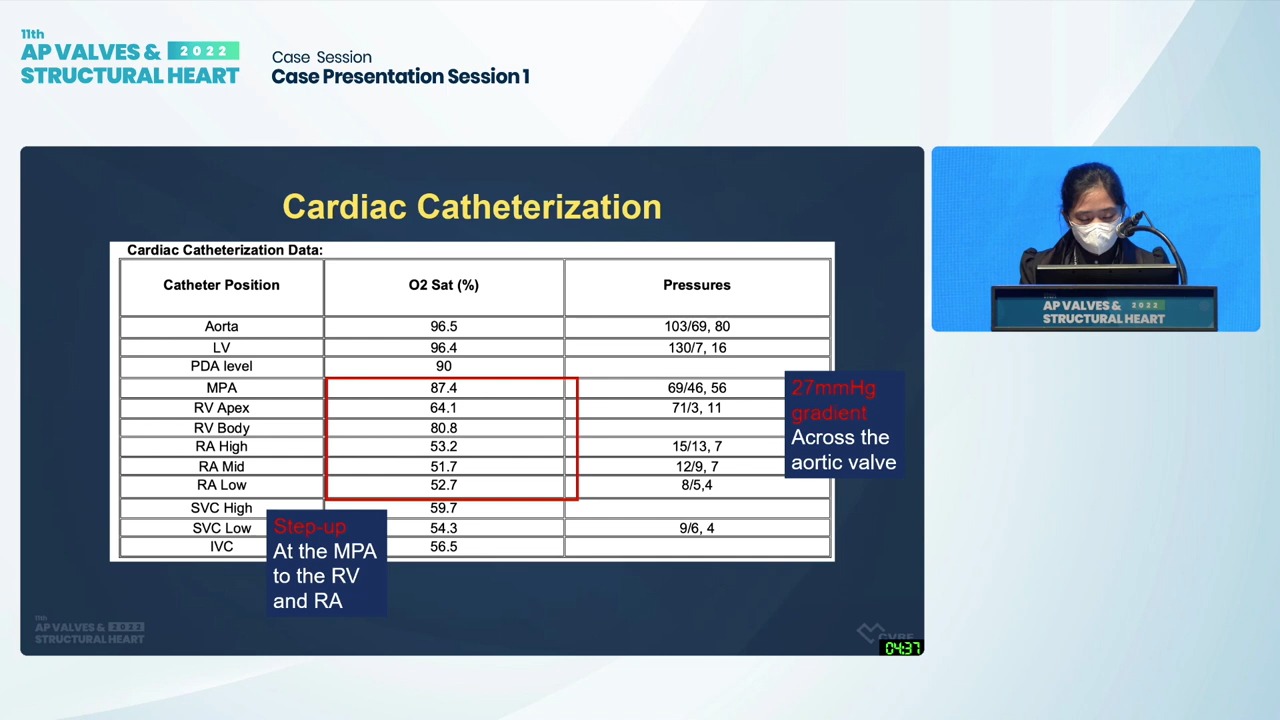 11th
AP VALVES & 2022
STRUCTURAL HEART
Case Session
Case Presentation Session 1
Cardiac Catheterization
Cardiac Catheterization Data:
Catheter Position O2 Sat (%) Pressures
Aorta 96.5 103/69, 80
LV 96.4 130/7, 16
PDA level 90
MPA 87.4 69/46, 56
RV Apex 64.1 71/3, 11
RV Body 80.8
RA High 53.2 15/13, 7
RA Mid 51.7 12/9, 7
RA Low 52.7 8/5,4
SVC High 59.7
SVC Low 54.3 9/6, 4
IVC 56.5
27mmHg
gradient
Across the
aortic valve
Step-up
At the MPA
to the RV
and RA
11th
AP VALVES & 2022
STRUCTURAL HEART
CVRF
04:37
11th
AP VALVES & 2022
STRUCTURAL HEART